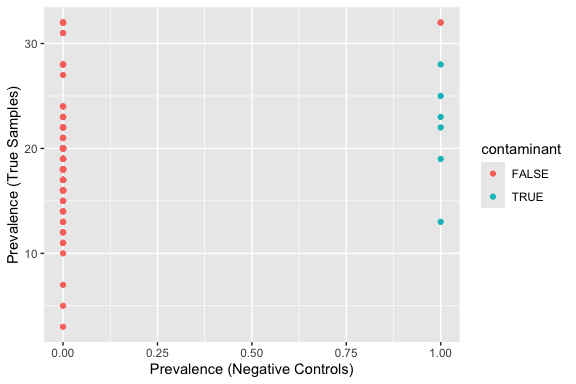 Prevalence (True Samples)
30
20
10
0.00 0.25 0.50 0.75 1.00
Prevalence (Negative Controls)
contaminant
FALSE
TRUE